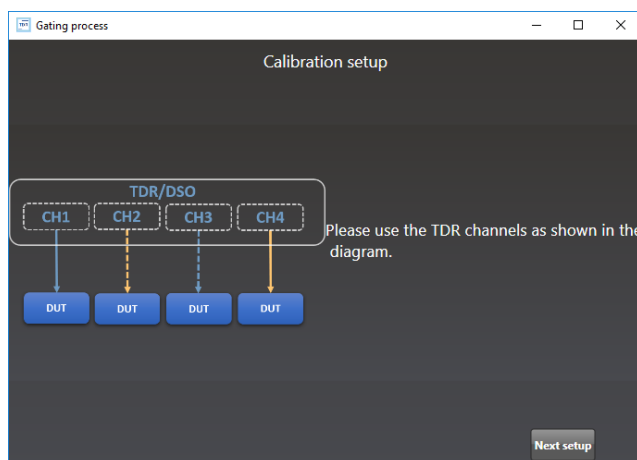 Gating process
Calibration setup
TDR/DSO
CH1 CH2 CH3 CH4
Please use the TDR channels as shown in the
diagram.
DUT DUT DUT DUT
Next setup